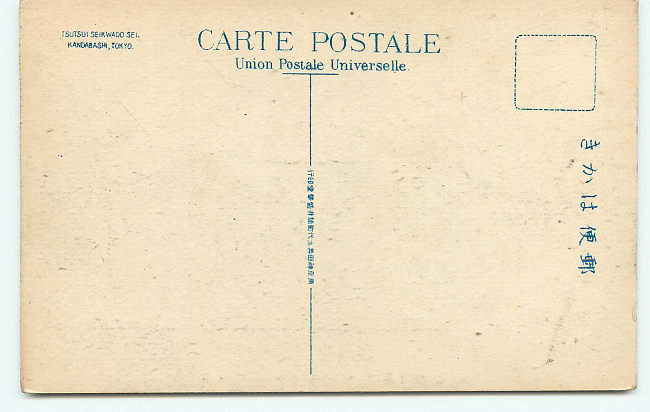 TSUTSUI SEIKWADO SEI.
KANDABASHI, TOKYO.
CARTE POSTALE
Union Postale Universelle.
きかは便郵